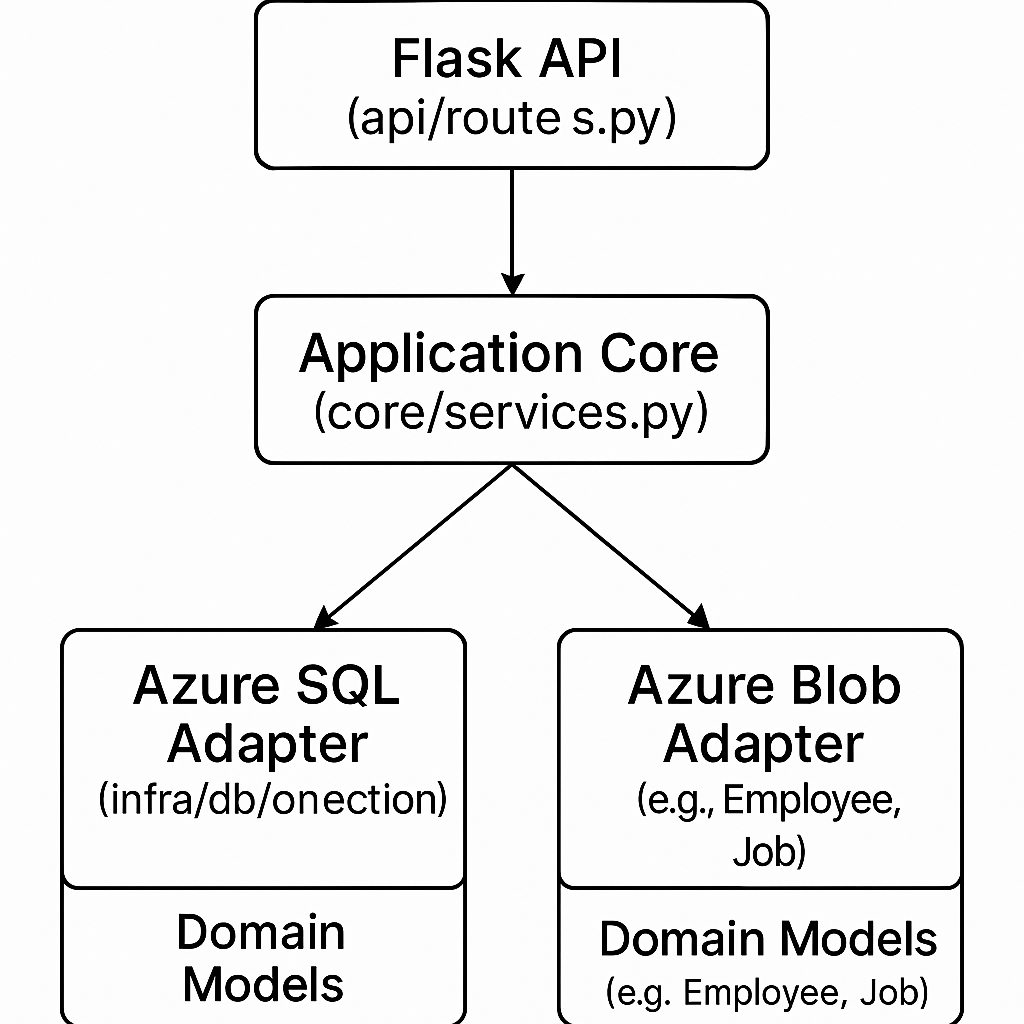 Flask API
(api/route s.py)
Application Core
(core/services.py)
Azure SQL
Adapter
(infra/db/onection)
Domain
Models
Azure Blob
Adapter
(e.g., Employee,
Job)
Domain Models
(e.g. Employee, Job)